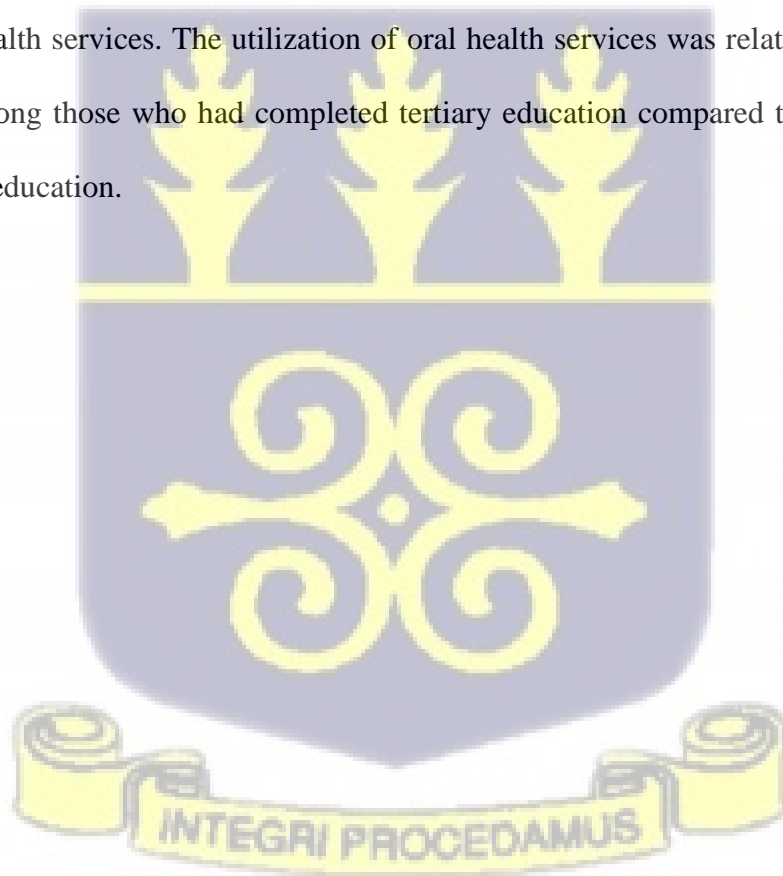 alth services. The utilization of oral health services was relat
ong those who had completed tertiary education compared t
education.
INTEGRI PROCEDAMUS